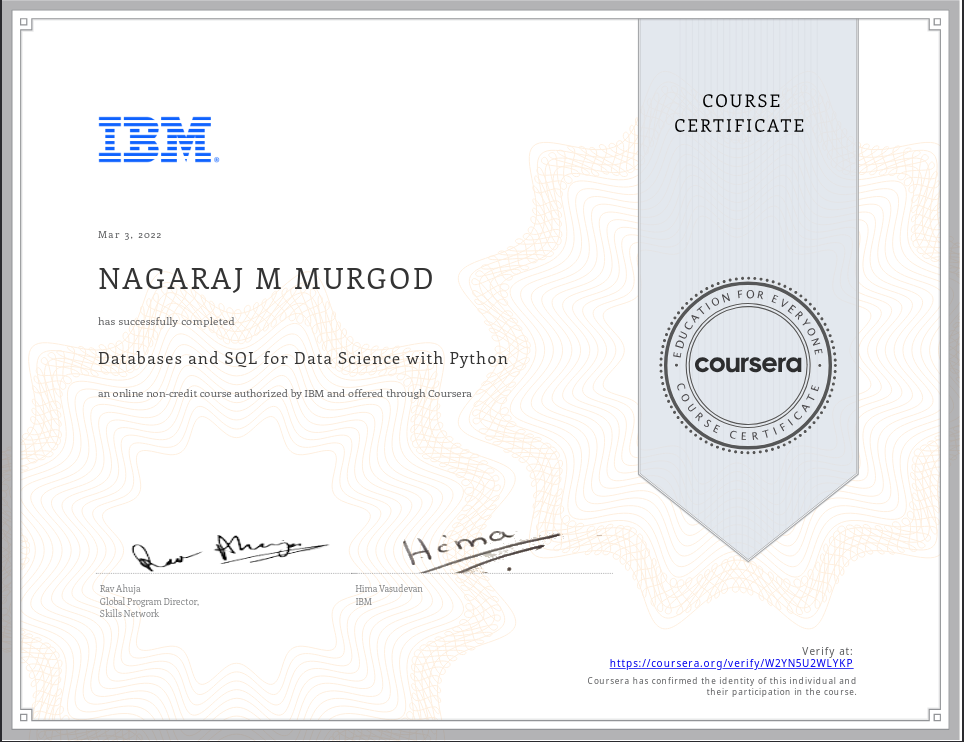 COURSE
CERTIFICATE
IBM®
Mar 3, 2022
NAGARAJ M MURGOD
has successfully completed
Databases and SQL for Data Science with Python
an online non-credit course authorized by IBM and offered through Coursera
EDUCATION FOR EVERYONE
coursera
COURSE CERTIFICATE
Rav Ahuja
Hima
Rav Ahuja
Global Program Director,
Skills Network
Hima Vasudevan
IBM
Verify at:
https://coursera.org/verify/W2YN5U2WLYKP
Coursera has confirmed the identity of this individual and
their participation in the course.